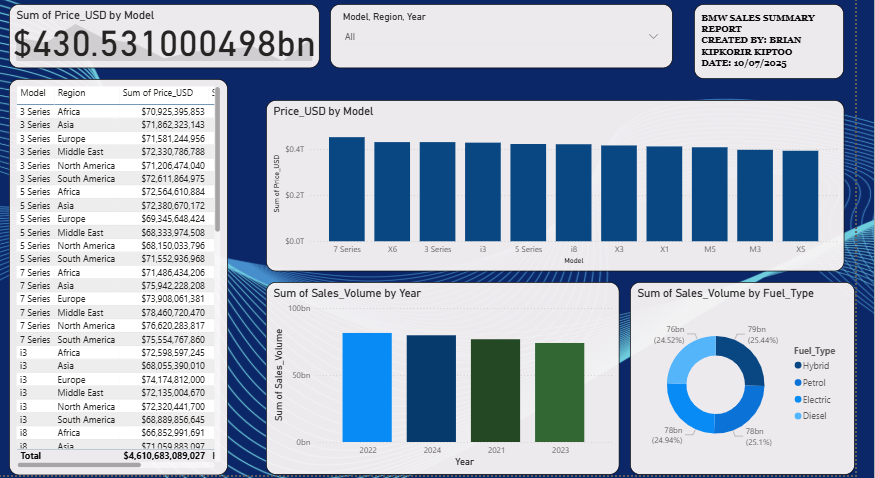 Sum of Price_USD by Model
$430.531000498bn
Model, Region, Year
All
BMW SALES SUMMARY
REPORT
CREATED BY: BRIAN
KIPKORIR KIPTOO
DATE: 10/07/2025
Model Region Sum of Price_USD
3 Series Africa $70,925,395,853
3 Series Asia $71,862,323,143
3 Series Europe $71,581,244,956
3 Series Middle East $72,330,786,788
3 Series North America $71,206,474,040
3 Series South America $72,611,864,975
5 Series Africa $72,564,610,884
5 Series Asia $72,380,670,172
5 Series Europe $69,345,648,424
5 Series Middle East $68,333,974,508
5 Series North America $68,150,033,796
5 Series South America $71,552,936,968
7 Series Africa $71,486,434,206
7 Series Asia $75,942,228,208
7 Series Europe $73,908,061,381
7 Series Middle East $78,460,720,470
7 Series North America $76,620,283,817
7 Series South America $75,554,767,860
i3 Africa $72,598,597,245
i3 Asia $68,055,390,010
i3 Europe $74,174,812,000
i3 Middle East $72,135,004,670
i3 North America $72,320,441,700
i3 South America $68,889,856,645
i8 Africa $66,852,991,691
i8 Asia $71,059,883,097
Total $4,610,683,089,027
Price_USD by Model
Sum of Price_USD
$0.4T
$0.2T
$0.0T
7 Series X6 3 Series i3 5 Series i8 X3 X1 M5 M3 X5
Model
Sum of Sales_Volume by Year
Sum of Sales_Volume
100bn
50bn
0bn
2022 2024 2021 2023
Year
Sum of Sales_Volume by Fuel_Type
76bn
(24.52%)
79bn
(25.44%)
78bn
(24.94%)
78bn
(25.1%)
Fuel_Type
Hybrid
Petrol
Electric
Diesel